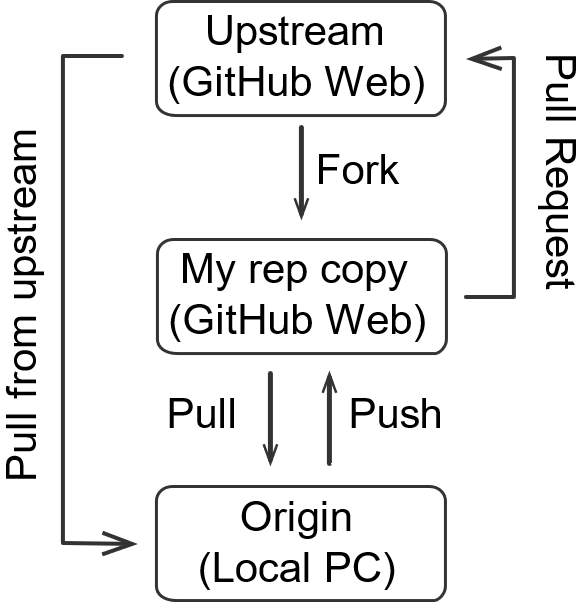 Upstream
(GitHub Web)
Fork
Pull Request
Pull from upstream
My rep copy
(GitHub Web)
Pull
Push
Origin
(Local PC)